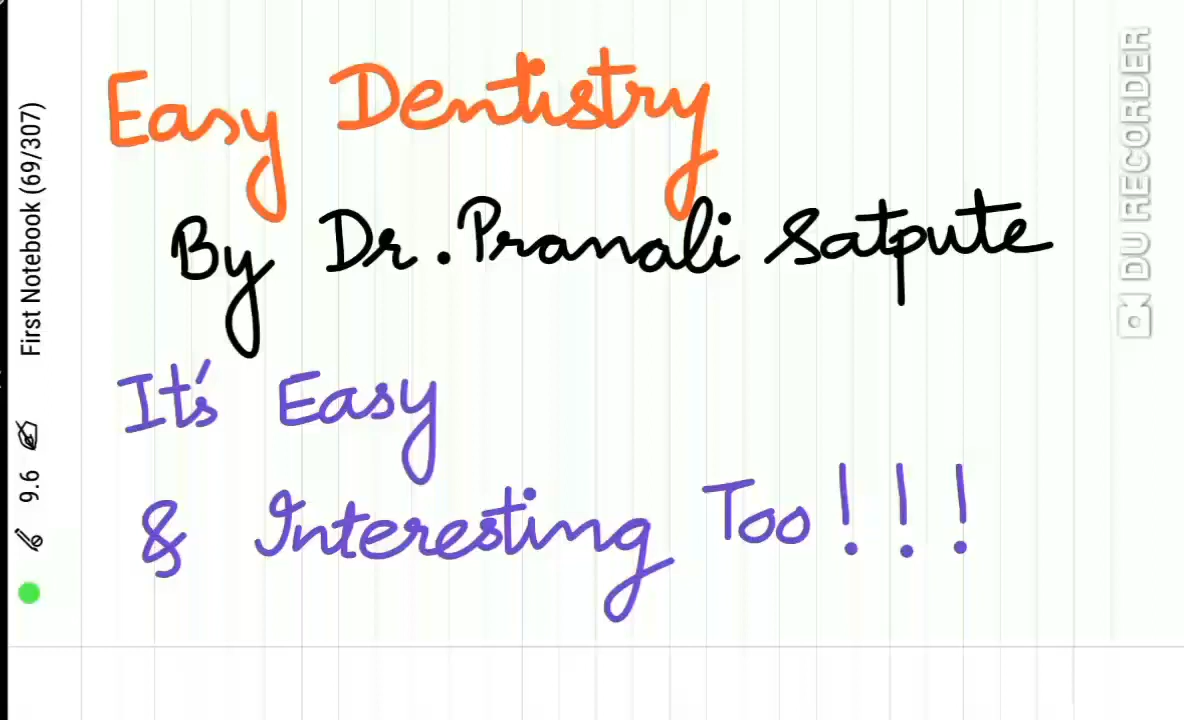 Easy Dentistry
By Dr. Pranali Satpute
It's Easy
& Interesting Too!!!
First Notebook (69/307)
9.6
DU RECORDER